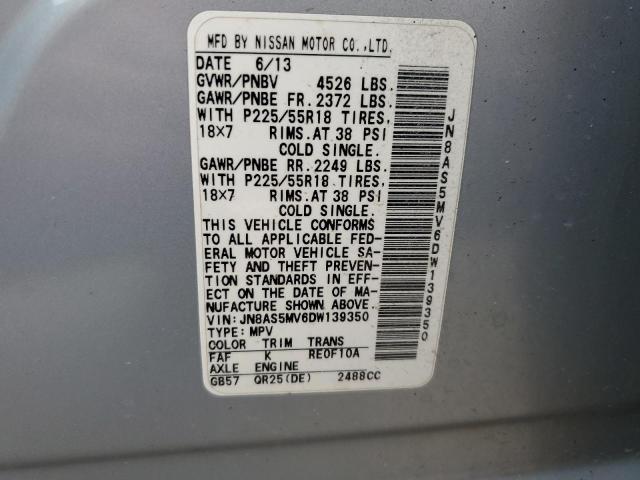 MFD BY NISSAN MOTOR CO.,LTD.
DATE 6/13
GVWR/PNBV 4526 LBS.
GAWR/PNBE FR. 2372 LBS.
WITH P225/55R18 TIRES,
18x7 RIMS. AT 38 PSI
COLD SINGLE.
GAWR/PNBE RR. 2249 LBS.
WITH P225/55R18 TIRES,
18x7 RIMS. AT 38 PSI
COLD SINGLE.
THIS VEHICLE CONFORMS
TO ALL APPLICABLE FED-
ERAL MOTOR VEHICLE SA-
FETY AND THEFT PREVEN-
TION STANDARDS IN EFF-
ECT ON THE DATE OF MA-
NUFACTURE SHOWN ABOVE.
VIN: JN8AS5MV6DW139350
TYPE: MPV
COLOR TRIM TRANS
FAF K RE0F10A
AXLE ENGINE
GB57 QR25(DE) 2488CC
JN8AS5MV6DW139350